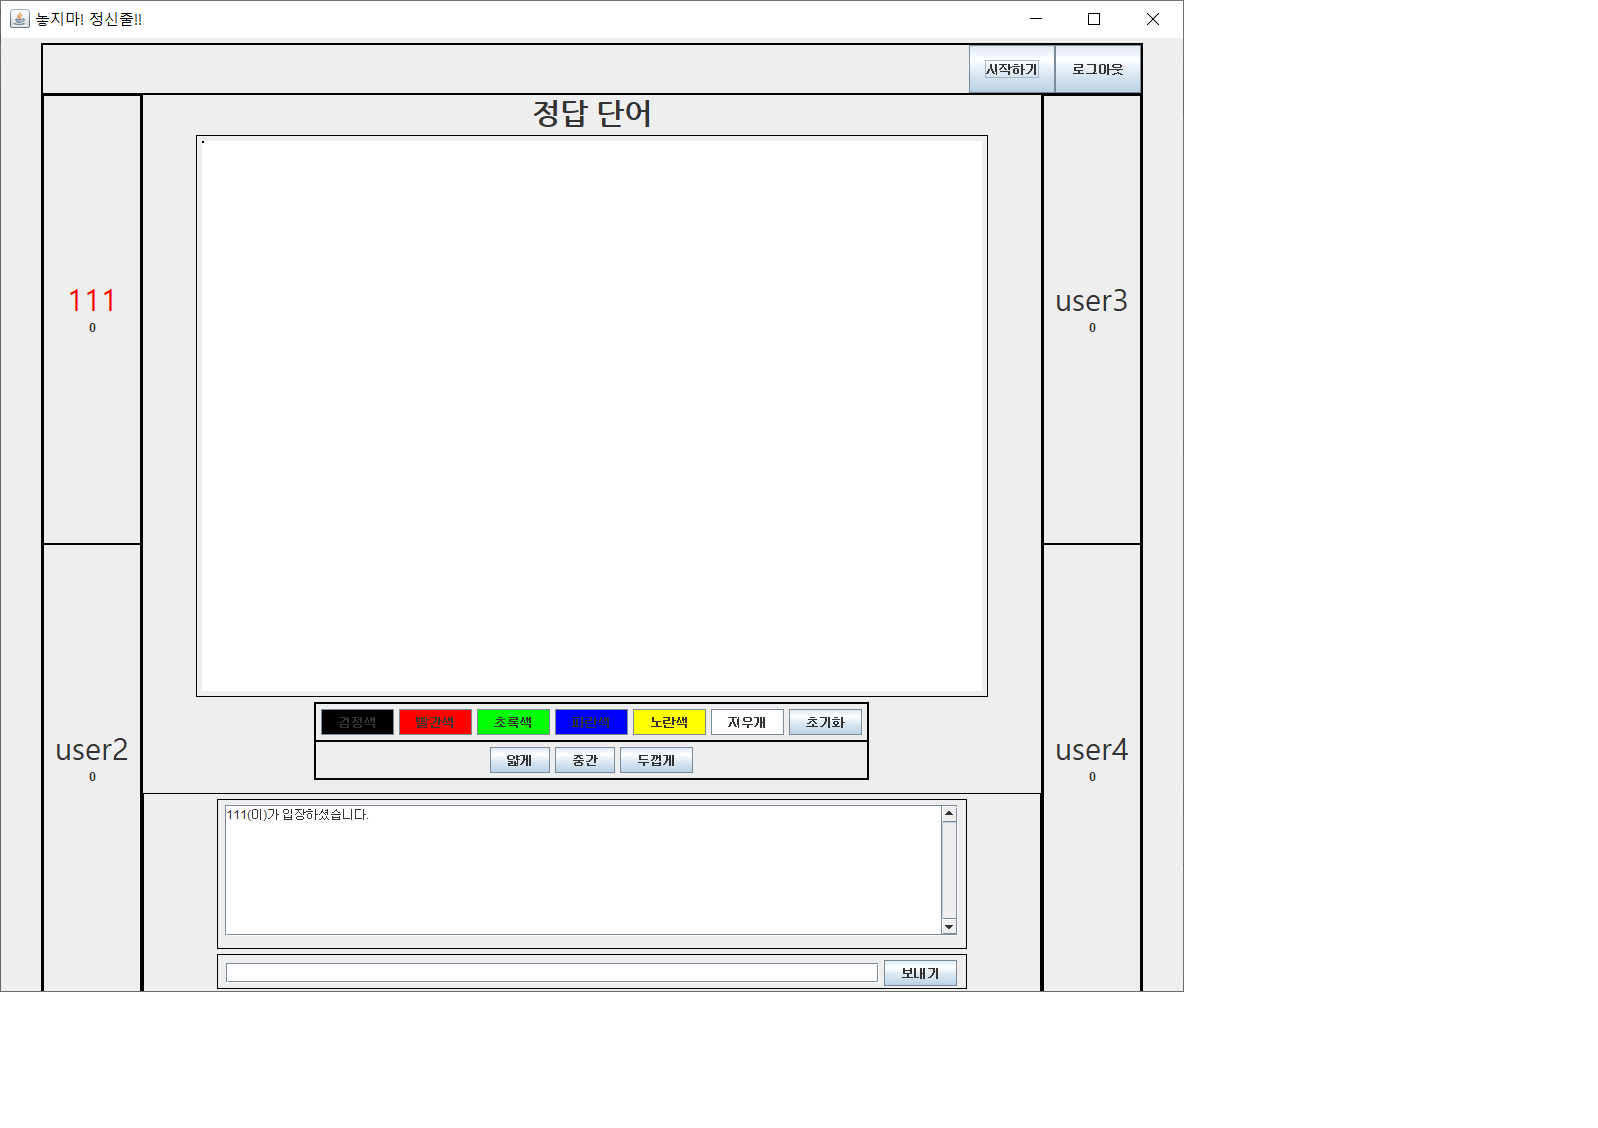 놓지마! 정신줄!!
시작하기 로그아웃
정답 단어
111
0
user3
0
user2
0
user4
0
검정색 빨간색 초록색 파란색 노란색 지우개 초기화
얇게 중간 두껍게
111(이)가 입장하셨습니다.
보내기